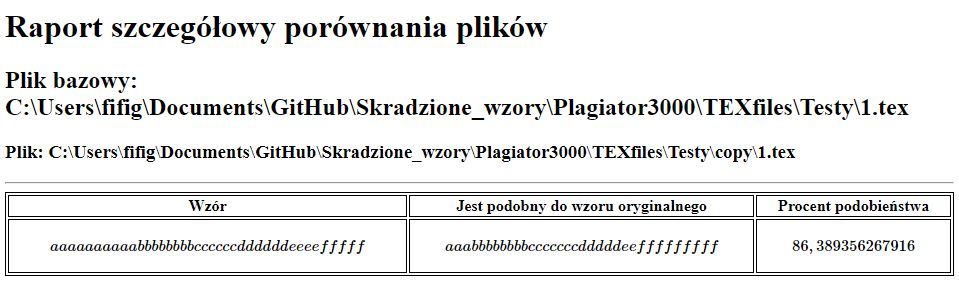 Raport szczegółowy porównania plików
Plik bazowy:
C:\Users\fifig\Documents\GitHub\Skradzione_wzory\Plagiator3000\TEXfiles\Testy\1.tex
Plik: C:\Users\fifig\Documents\GitHub\Skradzione_wzory\Plagiator3000\TEXfiles\Testy\copy\1.tex
Wzór Jest podobny do wzoru oryginalnego Procent podobieństwa
aaaaaaaaaabbbbbbbbccccccddddddeeeefffff aaabbbbbbbbcccccccdddddeefffffffff 86,389356267916